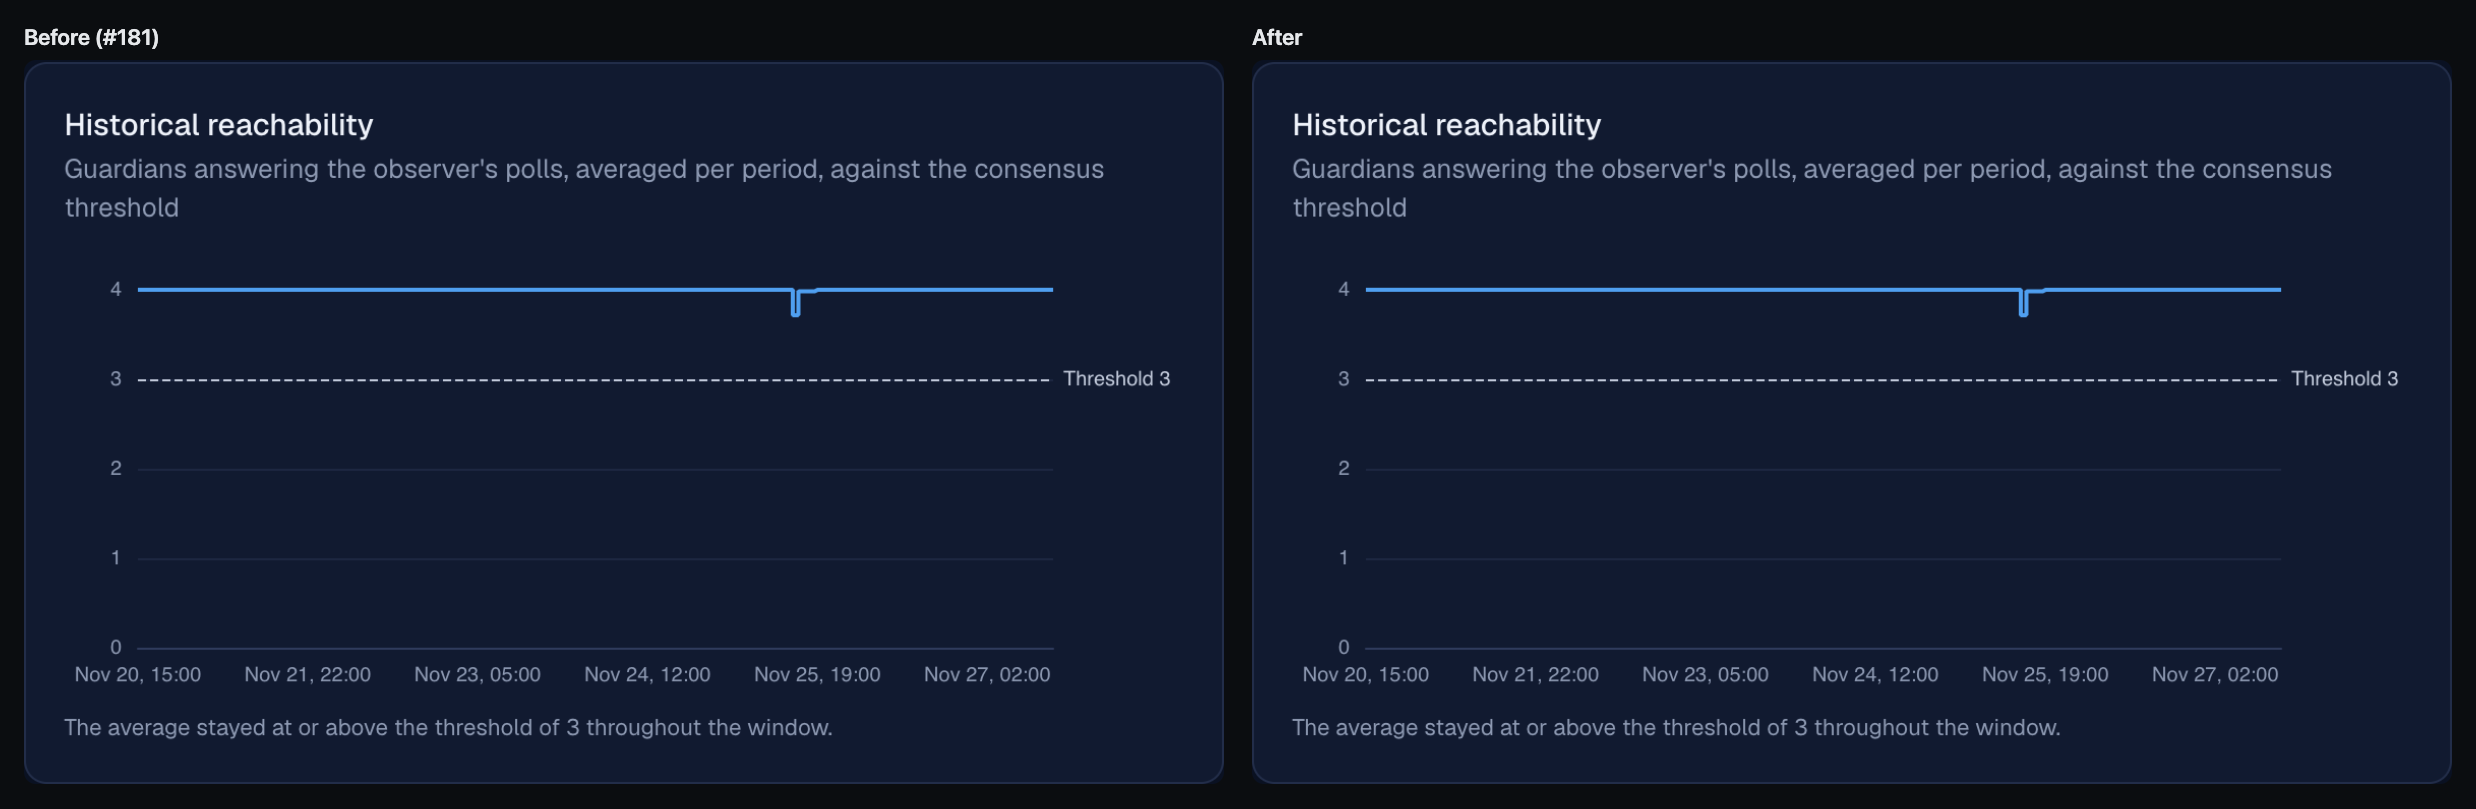 Before (#181)
Historical reachability
Guardians answering the observer's polls, averaged per period, against the consensus
threshold
4
3
Threshold 3
2
1
0
Nov 20, 15:00 Nov 21, 22:00 Nov 23, 05:00 Nov 24, 12:00 Nov 25, 19:00 Nov 27, 02:00
The average stayed at or above the threshold of 3 throughout the window.
After
Historical reachability
Guardians answering the observer's polls, averaged per period, against the consensus
threshold
4
3
Threshold 3
2
1
0
Nov 20, 15:00 Nov 21, 22:00 Nov 23, 05:00 Nov 24, 12:00 Nov 25, 19:00 Nov 27, 02:00
The average stayed at or above the threshold of 3 throughout the window.